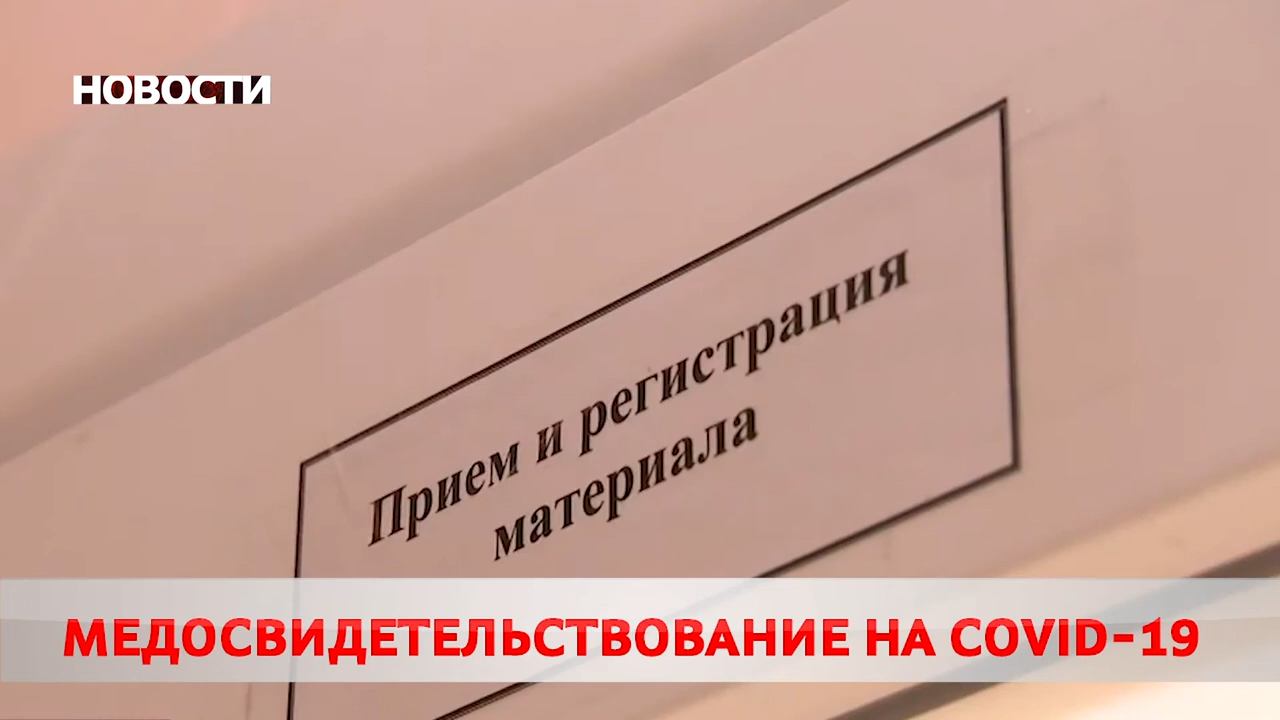 НОВОСТИ
Прием и регистрация
материала
МЕДОСВИДЕТЕЛЬСТВОВАНИЕ НА COVID-19